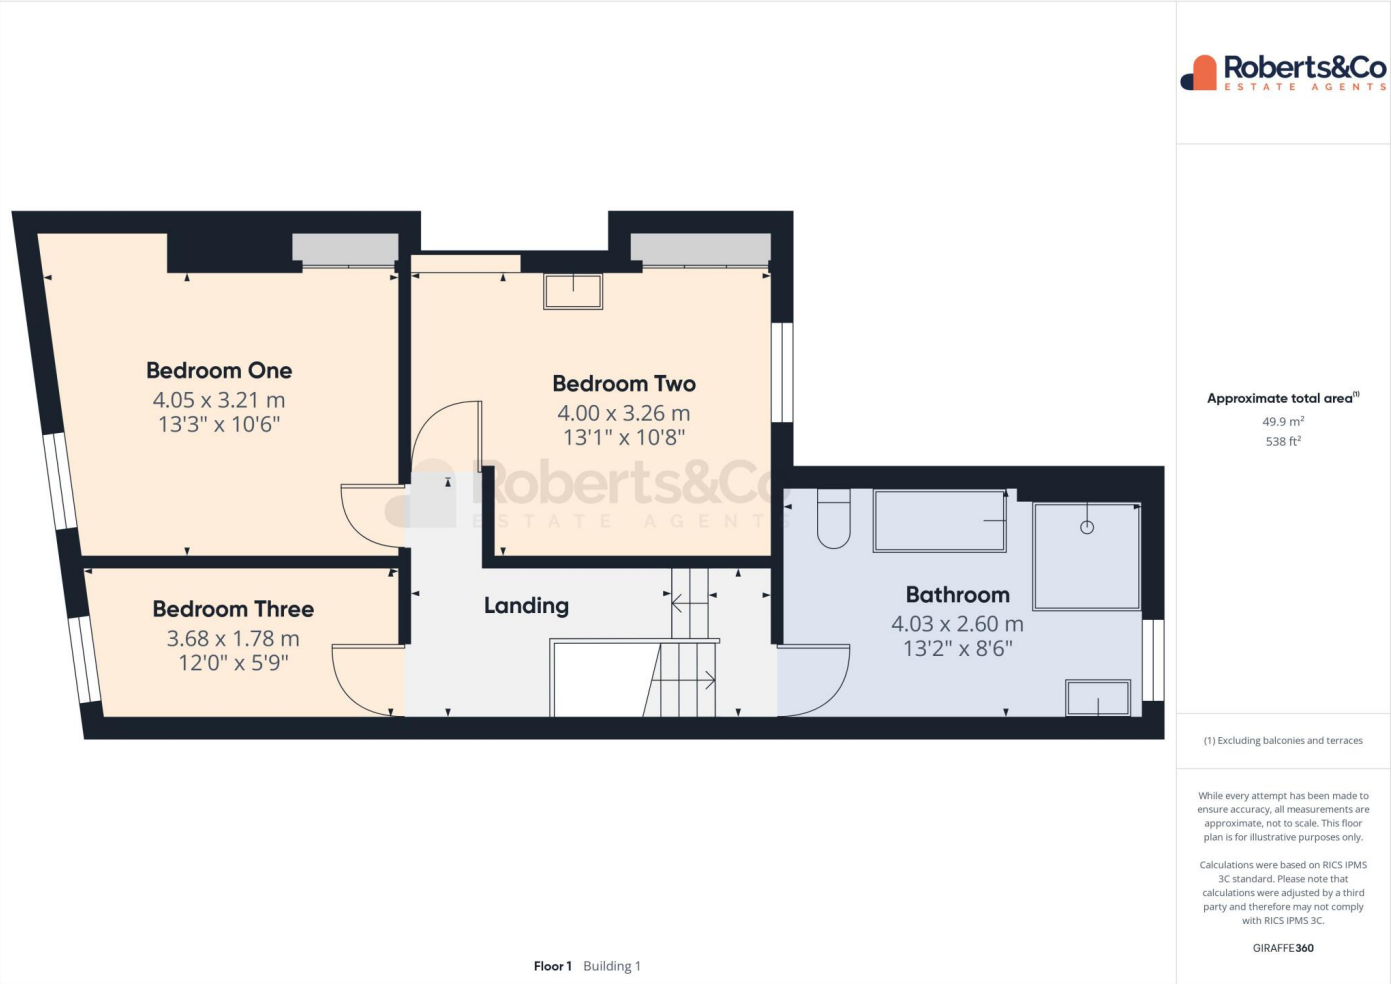 Roberts&Co
ESTATE AGENTS
Bedroom One
4.05 x 3.21 m
13'3" x 10'6"
Bedroom Two
4.00 x 3.26 m
13'1" x 10'8"
Roberts&Co
ESTATE AGENTS
Bedroom Three
3.68 x 1.78 m
12'0" x 5'9"
Landing
Bathroom
4.03 x 2.60 m
13'2" x 8'6"
Floor 1 Building 1
Approximate total area⁽¹⁾
49.9 m²
538 ft²
(1) Excluding balconies and terraces
While every attempt has been made to
ensure accuracy, all measurements are
approximate, not to scale. This floor
plan is for illustrative purposes only.
Calculations were based on RICS IPMS
3C standard. Please note that
calculations were adjusted by a third
party and therefore may not comply
with RICS IPMS 3C.
GIRAFFE360